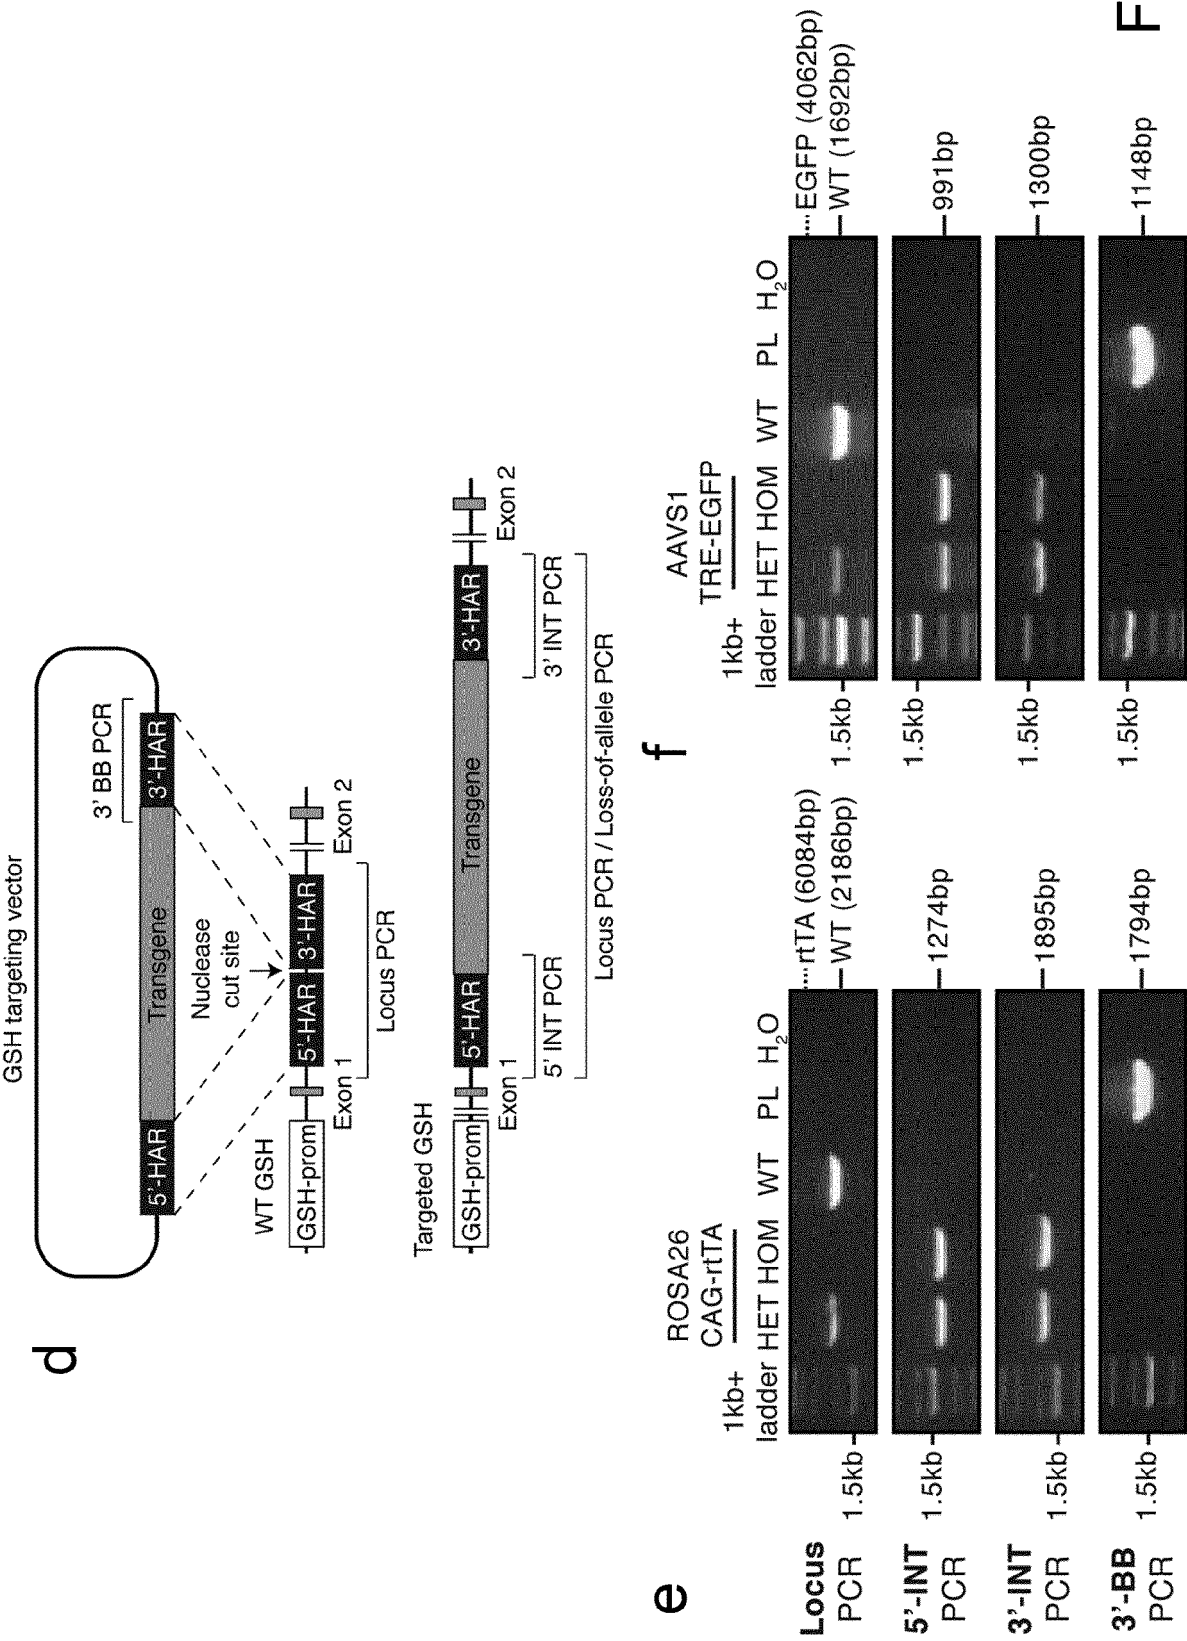 d
GSH targeting vector
3' BB PCR
5'-HAR
Transgene
3'-HAR
Nuclease
cut site
WT GSH
GSH-prom
5'-HAR
3'-HAR
Exon 1
Exon 2
Locus PCR
Targeted GSH
GSH-prom
5'-HAR
Transgene
3'-HAR
Exon 1
Exon 2
5' INT PCR
3' INT PCR
Locus PCR / Loss-of-allele PCR
e
ROSA26
CAG-rtTA
1kb+
ladder HET HOM WT PL H2O
Locus
PCR
1.5kb
rtTA (6084bp)
WT (2186bp)
5'-INT
PCR
1.5kb
1274bp
3'-INT
PCR
1.5kb
1895bp
3'-BB
PCR
1.5kb
1794bp
f
AAVS1
TRE-EGFP
1kb+
ladder HET HOM WT PL H2O
1.5kb
EGFP (4062bp)
WT (1692bp)
1.5kb
991bp
1.5kb
1300bp
1.5kb
1148bp
F